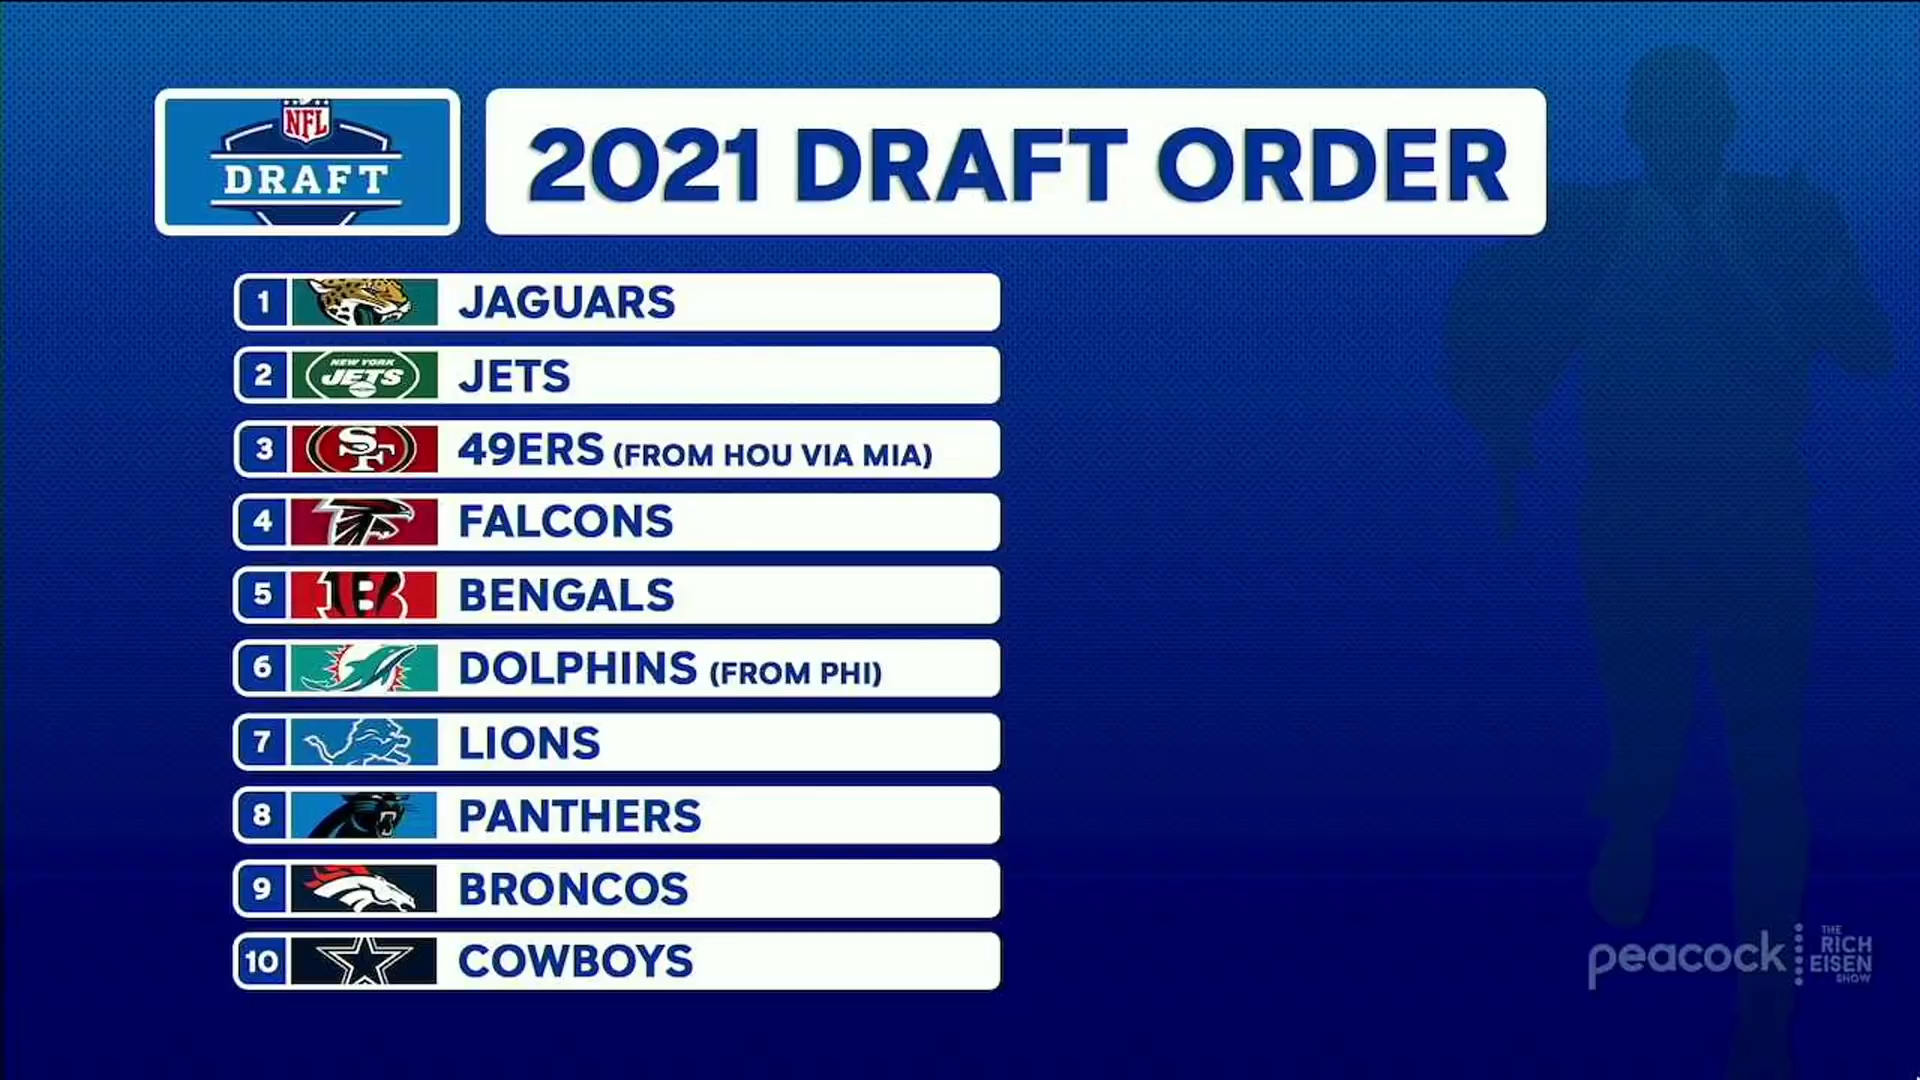 NFL
DRAFT
2021 DRAFT ORDER
1 JAGUARS
2 NEW YORK JETS JETS
3 SF 49ERS (FROM HOU VIA MIA)
4 FALCONS
5 B BENGALS
6 DOLPHINS (FROM PHI)
7 LIONS
8 PANTHERS
9 BRONCOS
10 COWBOYS
peacock
THE
RICH
EISEN
SHOW